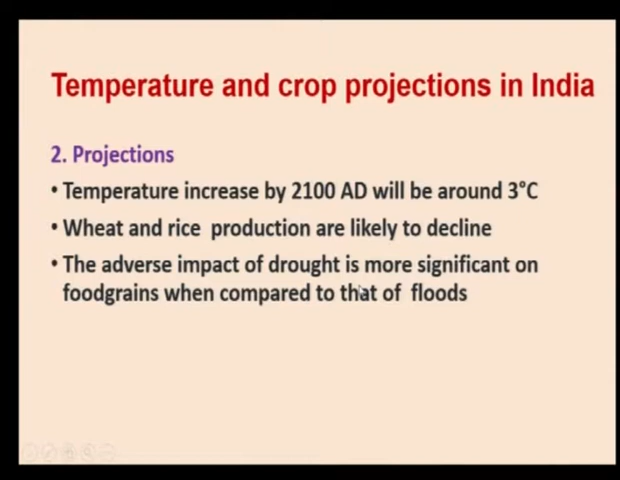 Temperature and crop projections in India
2. Projections
• Temperature increase by 2100 AD will be around 3°C
• Wheat and rice production are likely to decline
• The adverse impact of drought is more significant on
foodgrains when compared to that of floods